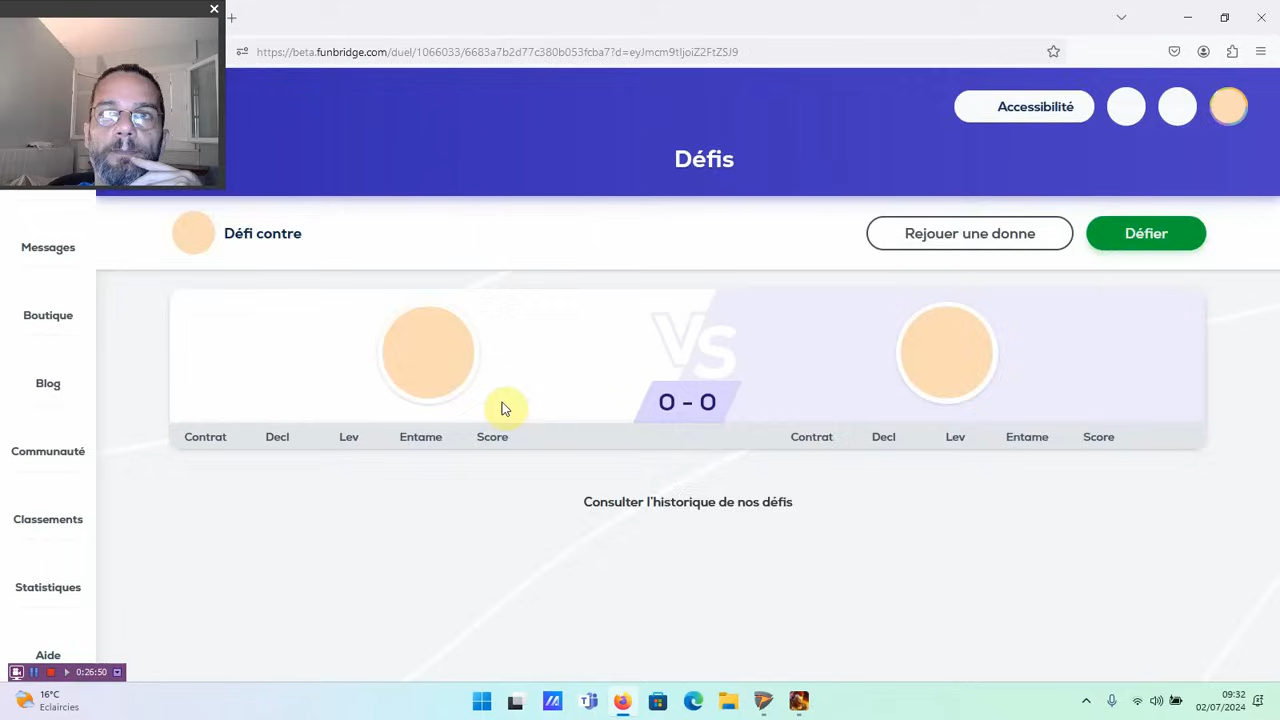 https://beta.funbridge.com/duel/1066033/6683a7b2d77c380b053fcba7?d=eyJmcm9tIjoiZ2FtZSJ9
Accessibilité
Défis
Défi contre
Rejouer une donne
Défier
Messages
Boutique
Blog
Communauté
Classements
Statistiques
Aide
VS
0 - 0
Contrat Decl Lev Entame Score
Contrat Decl Lev Entame Score
Consulter l'historique de nos défis
0:26:50
16°C
Eclaircies
09:32
02/07/2024